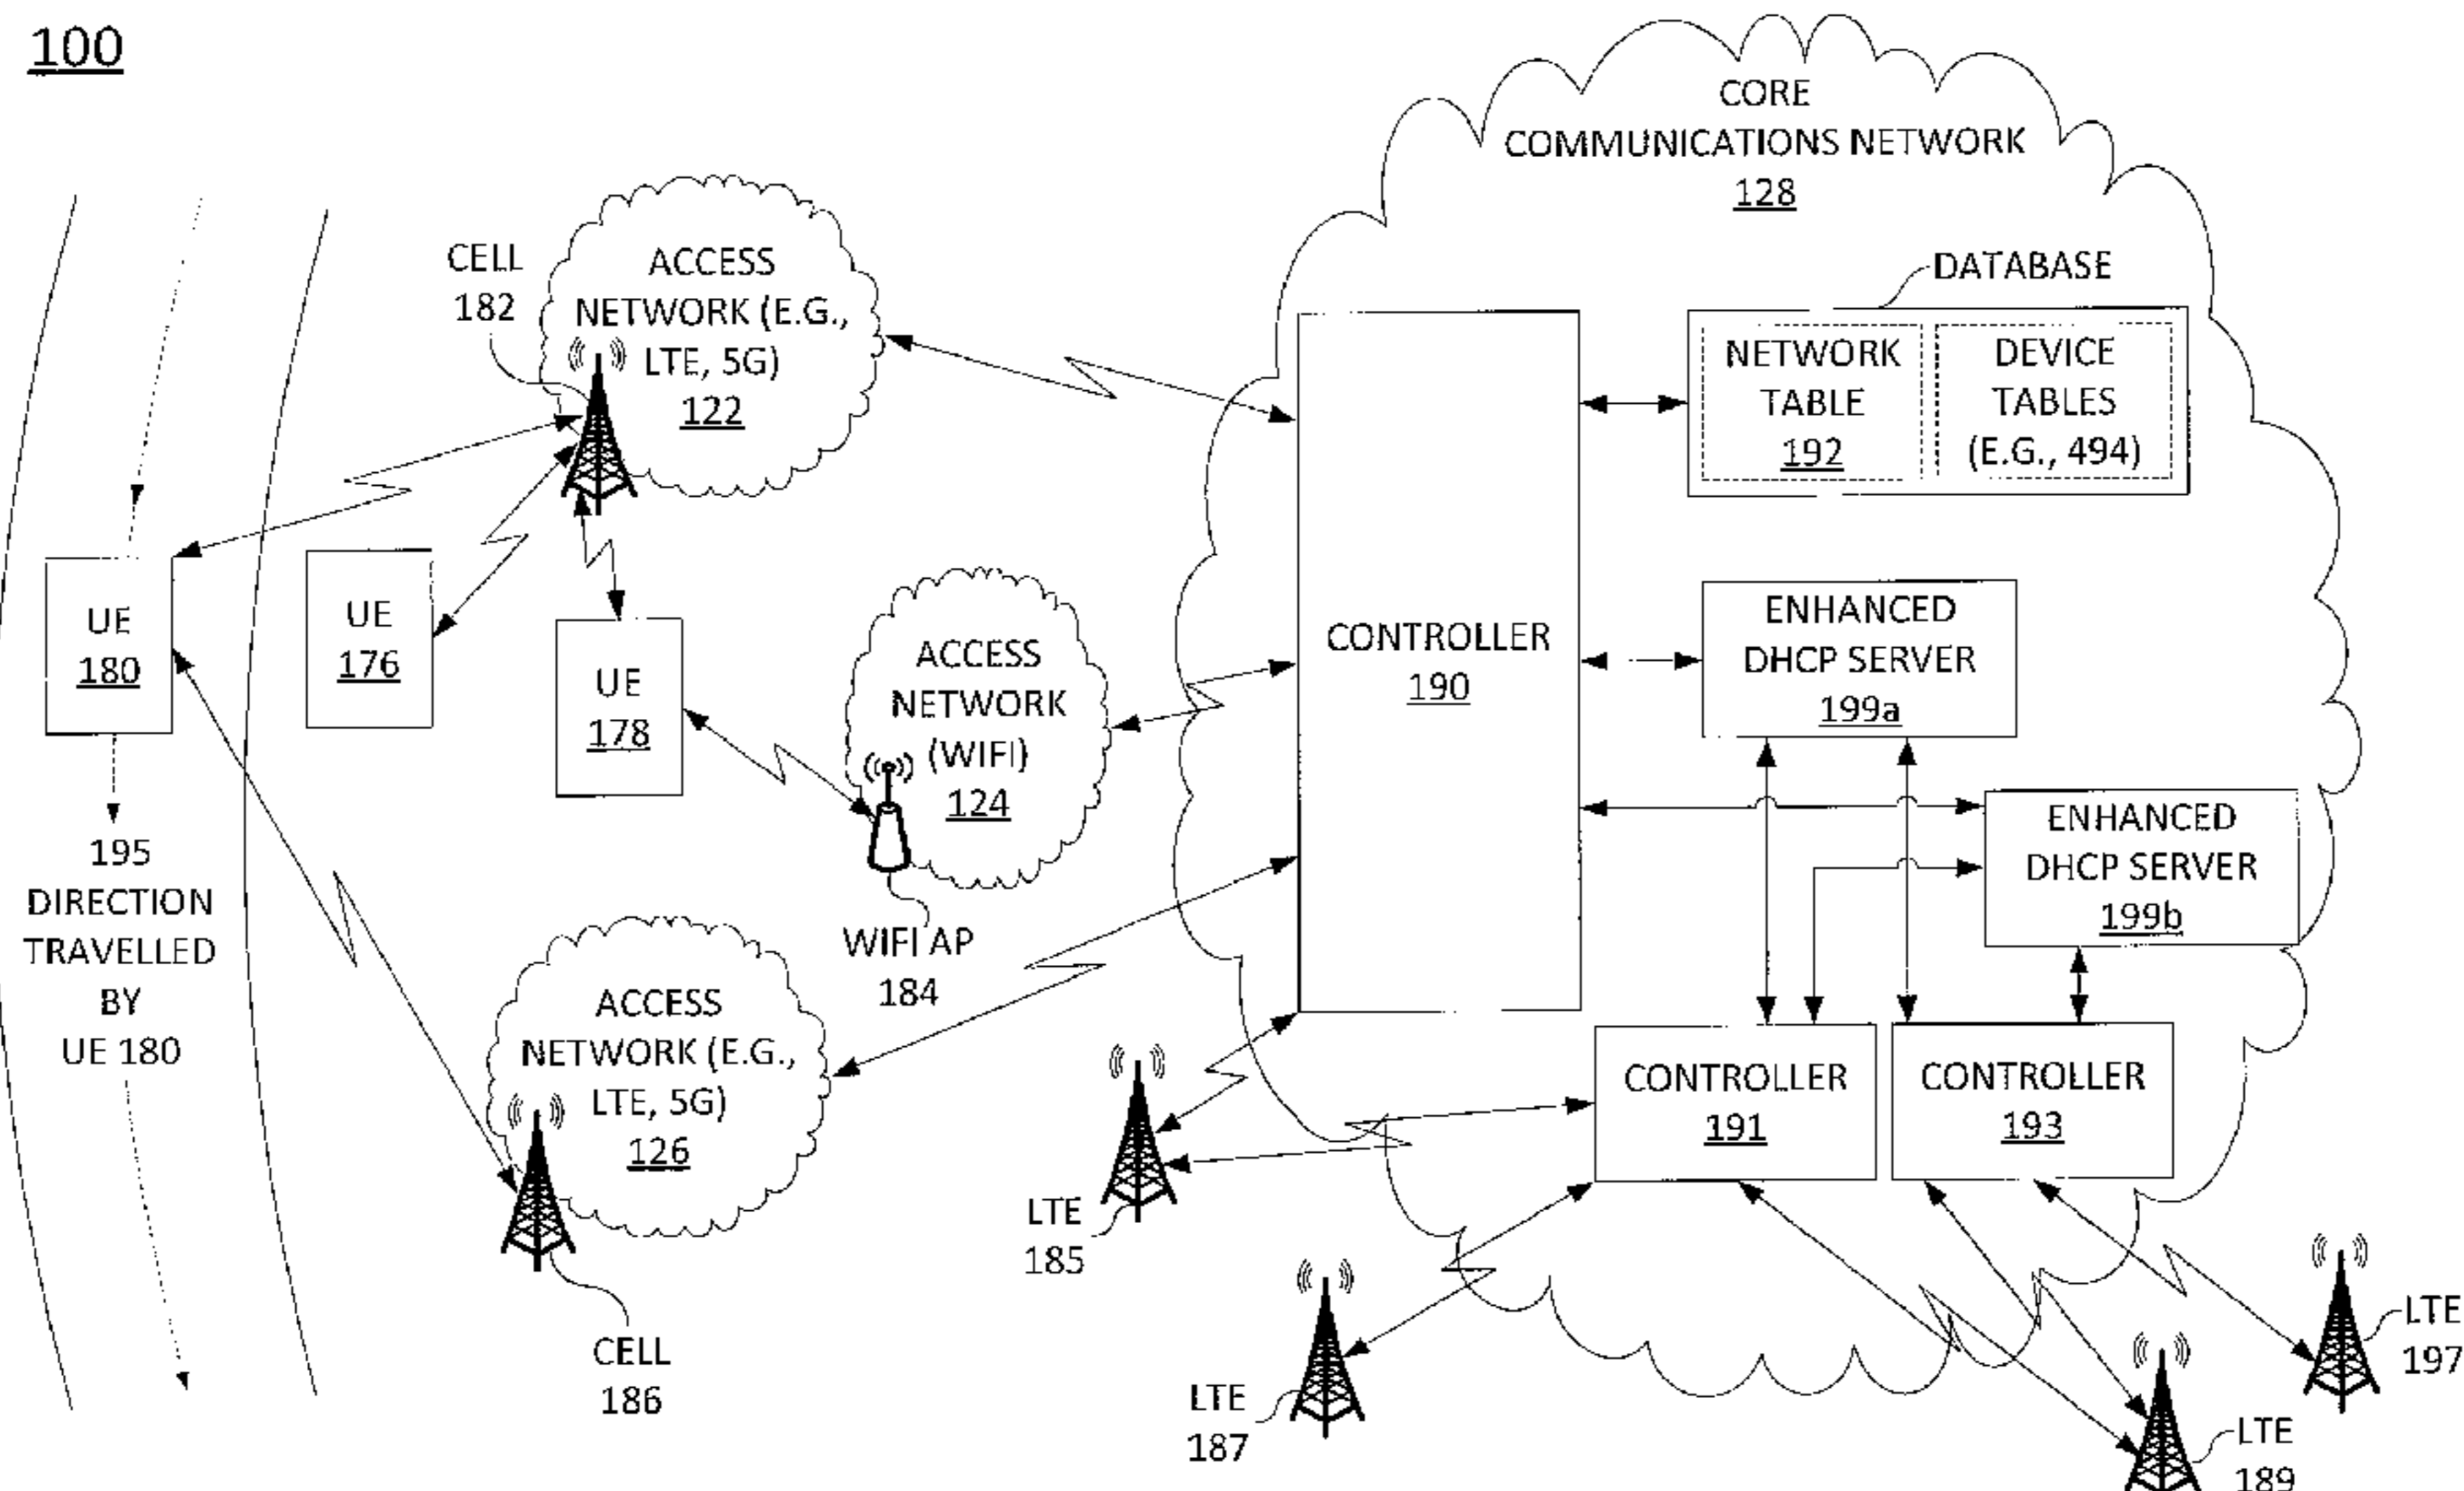 100
CORE
COMMUNICATIONS NETWORK
128
DATABASE
NETWORK
TABLE
192
DEVICE
TABLES
(E.G., 494)
CELL
182
ACCESS
NETWORK (E.G.,
LTE, 5G)
122
UE
180
UE
176
UE
178
ACCESS
NETWORK
(WIFI)
124
CONTROLLER
190
ENHANCED
DHCP SERVER
199a
ENHANCED
DHCP SERVER
199b
195
DIRECTION
TRAVELLED
BY
UE 180
WIFI AP
184
ACCESS
NETWORK (E.G.,
LTE, 5G)
126
CELL
186
CONTROLLER
191
CONTROLLER
193
LTE
185
LTE
187
LTE
197
LTE
189